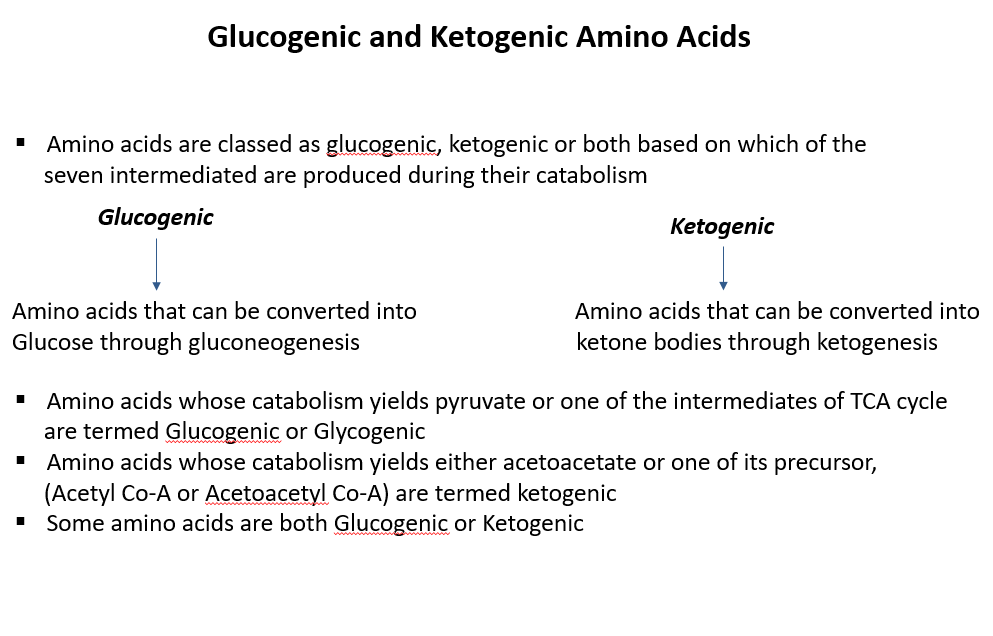 Glucogenic and Ketogenic Amino Acids
▪ Amino acids are classed as glucogenic, ketogenic or both based on which of the
seven intermediated are produced during their catabolism
Glucogenic
Ketogenic
Amino acids that can be converted into
Glucose through gluconeogenesis
Amino acids that can be converted into
ketone bodies through ketogenesis
▪ Amino acids whose catabolism yields pyruvate or one of the intermediates of TCA cycle
are termed Glucogenic or Glycogenic
▪ Amino acids whose catabolism yields either acetoacetate or one of its precursor,
(Acetyl Co-A or Acetoacetyl Co-A) are termed ketogenic
▪ Some amino acids are both Glucogenic or Ketogenic